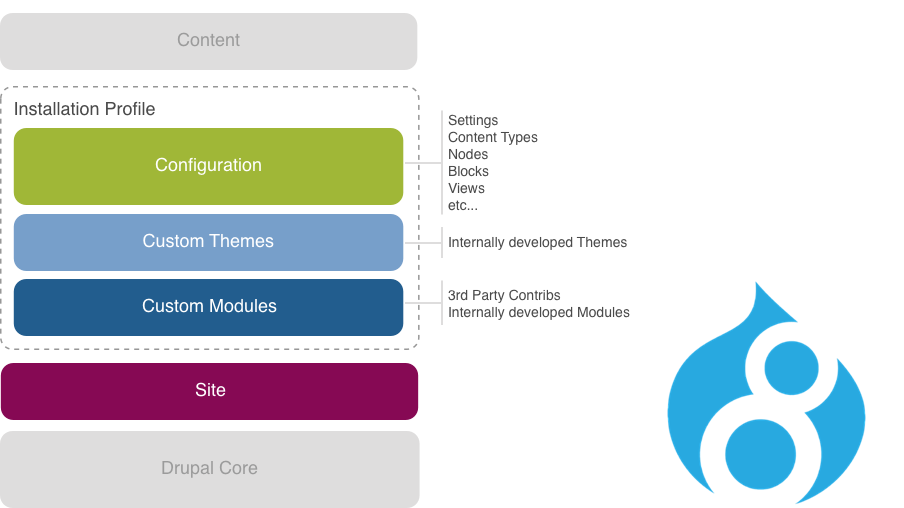 Content
Installation Profile
Configuration
Settings
Content Types
Nodes
Blocks
Views
etc...
Custom Themes
Internally developed Themes
Custom Modules
3rd Party Contribs
Internally developed Modules
Site
Drupal Core
8